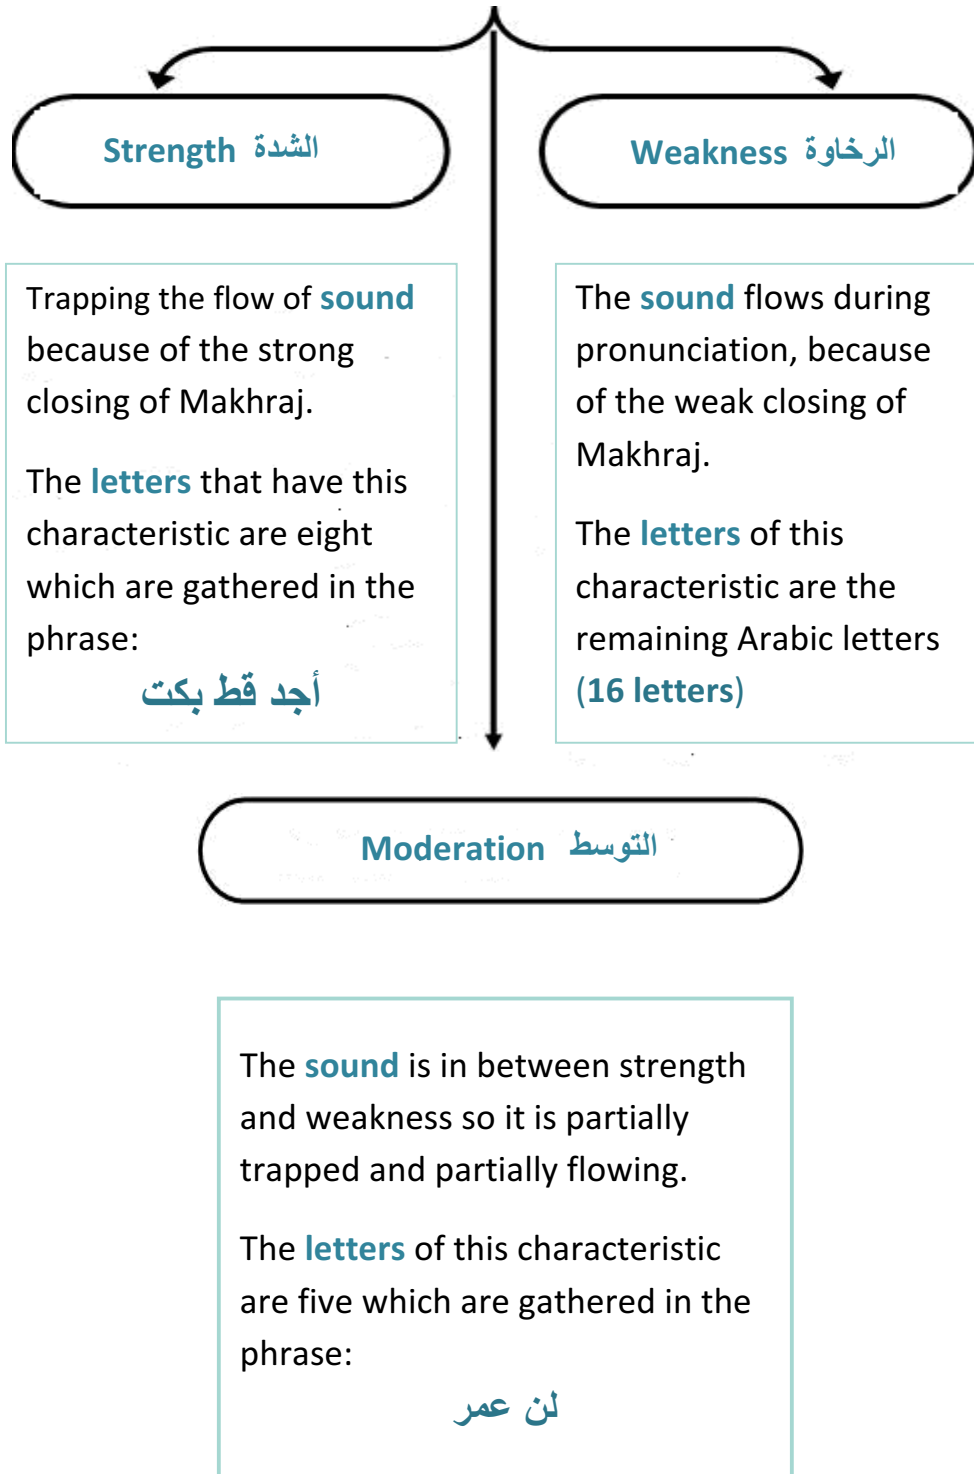 Strength الشدة
Weakness الرخاوة
Trapping the flow of sound
because of the strong
closing of Makhraj.
The letters that have this
characteristic are eight
which are gathered in the
phrase:
أجد قط بكت
The sound flows during
pronunciation, because
of the weak closing of
Makhraj.
The letters of this
characteristic are the
remaining Arabic letters
(16 letters)
Moderation التوسط
The sound is in between strength
and weakness so it is partially
trapped and partially flowing.
The letters of this characteristic
are five which are gathered in the
phrase:
لن عمر